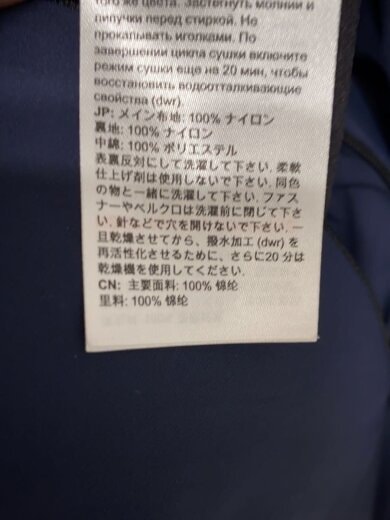 того же цвета. Застегнуть молнии и
липучки перед стиркой. Не
прокалывать иголками. По
завершении цикла сушки включите
режим сушки еще на 20 мин, чтобы
восстановить водоотталкивающие
свойства (dwr).
JP: メイン布地: 100% ナイロン
裏地: 100% ナイロン
中綿: 100% ポリエステル
表裏反対にして洗濯して下さい. 柔軟
仕上げ剤は使用しないで下さい. 同色
の物と一緒に洗濯して下さい. ファス
ナーやベルクロは洗濯前に閉じて下さ
い. 針などで穴を開けないで下さい. 一
旦乾燥させてから、撥水加工 (dwr) を
再活性化させるために、さらに20 分ほ
乾燥機を使用してください.
CN: 主要面料: 100% 锦纶
里料: 100% 锦纶